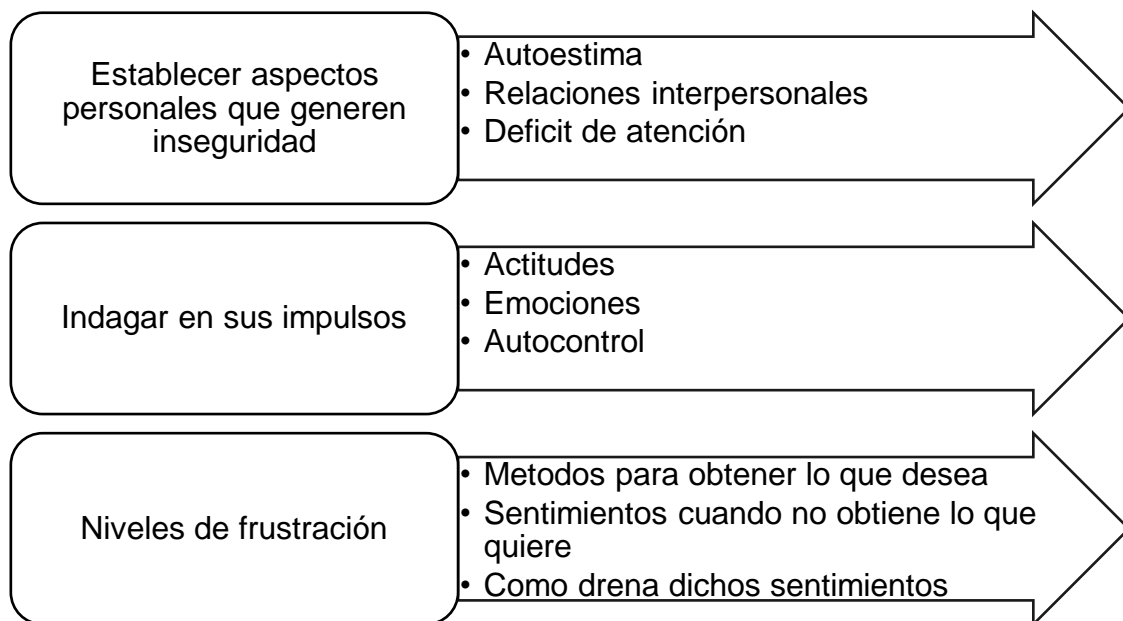 Establecer aspectos
personales que generen
inseguridad
• Autoestima
• Relaciones interpersonales
• Deficit de atención
Indagar en sus impulsos
• Actitudes
• Emociones
• Autocontrol
Niveles de frustración
• Metodos para obtener lo que desea
• Sentimientos cuando no obtiene lo que
quiere
• Como drena dichos sentimientos